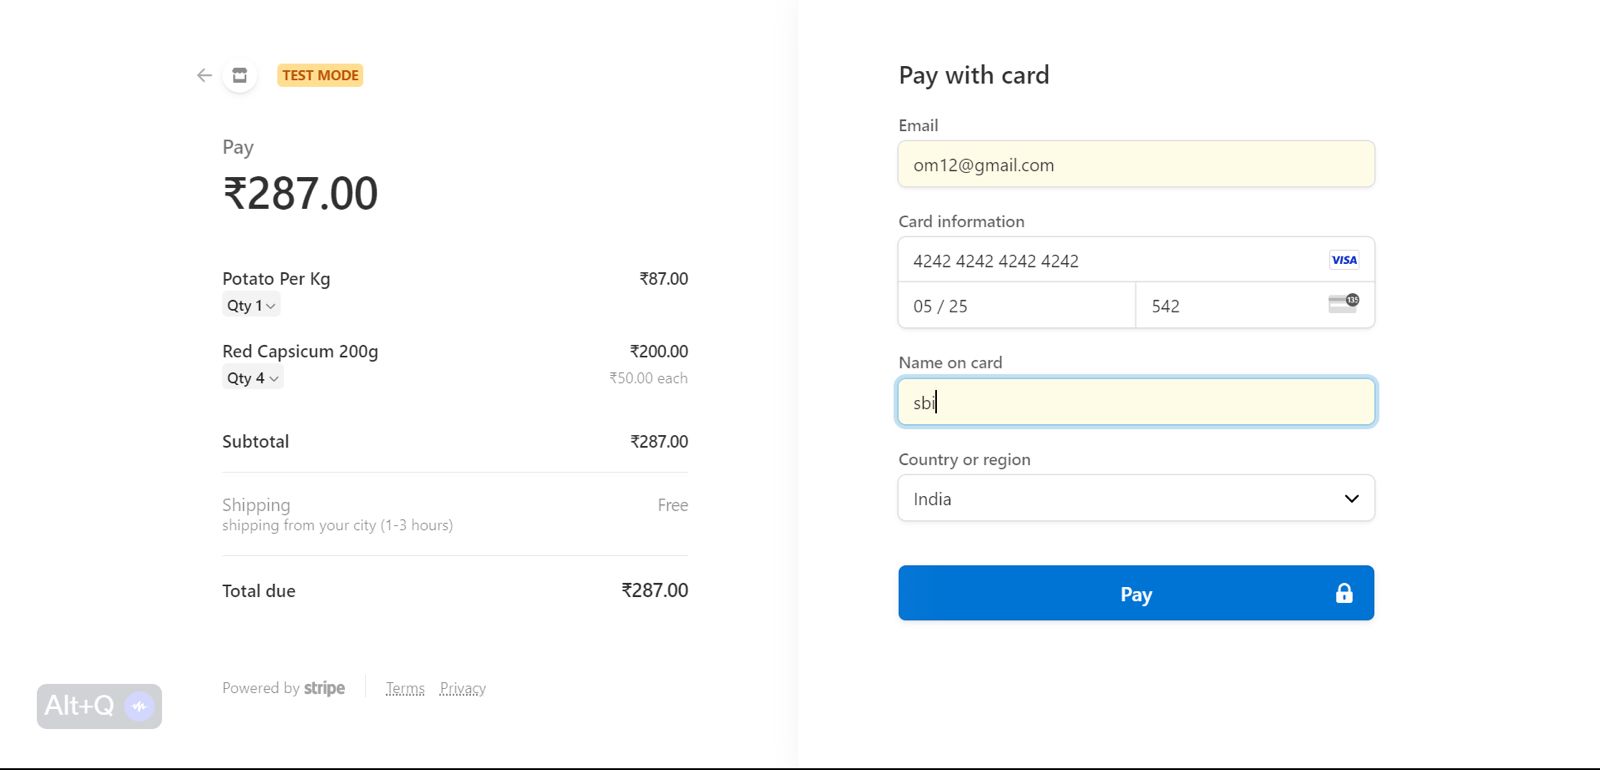 TEST MODE
Pay
₹287.00
Potato Per Kg ₹87.00
Qty 1
Red Capsicum 200g ₹200.00
Qty 4 ₹50.00 each
Subtotal ₹287.00
Shipping Free
shipping from your city (1-3 hours)
Total due ₹287.00
Powered by stripe Terms Privacy
Alt+Q
Pay with card
Email
om12@gmail.com
Card information
4242 4242 4242 4242 VISA
05 / 25 542 135
Name on card
sbi
Country or region
India
Pay